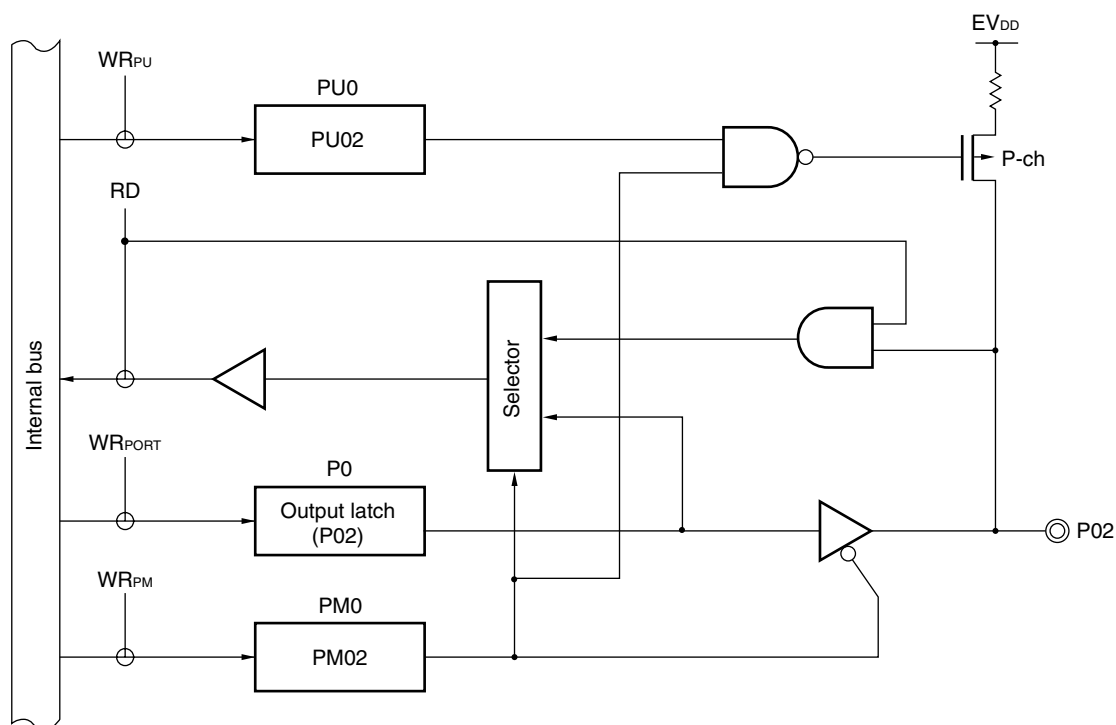 EVDD
WRPU
PU0
PU02
P-ch
RD
Selector
Internal bus
WRPORT
P0
Output latch
(P02)
P02
WRPM
PM0
PM02